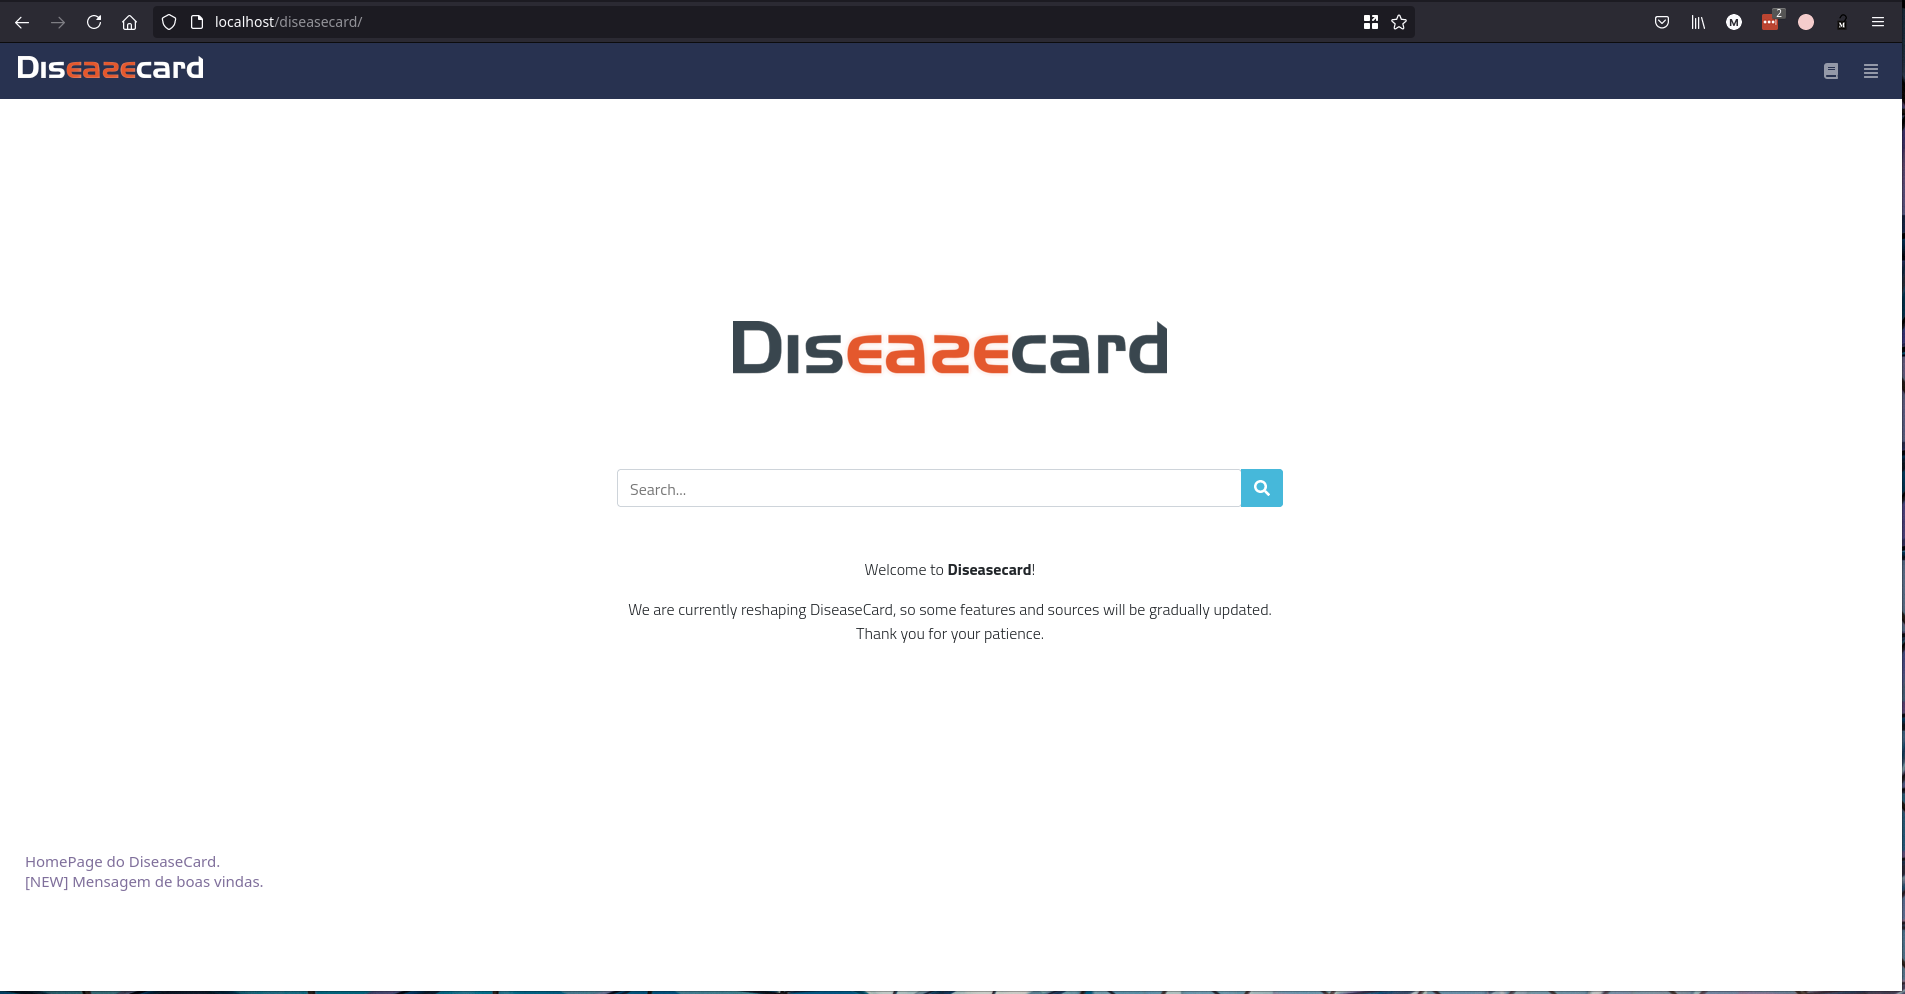 localhost/diseasecard/
M
2
M
Diseasecard
Diseasecard
Search...
Welcome to Diseasecard!
We are currently reshaping DiseaseCard, so some features and sources will be gradually updated.
Thank you for your patience.
HomePage do DiseaseCard.
[NEW] Mensagem de boas vindas.